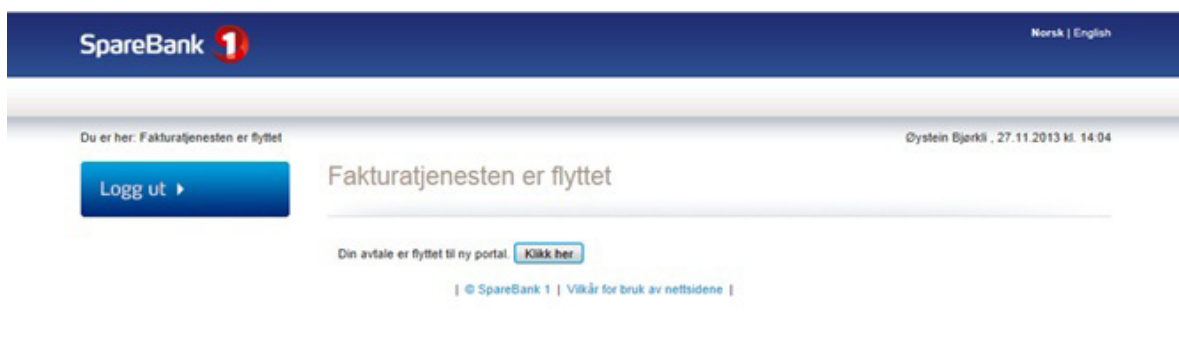 SpareBank 1
Norsk | English
Du er her: Fakturatjenesten er flyttet
Øystein Bjørkli , 27.11.2013 kl. 14:04
Logg ut
Fakturatjenesten er flyttet
Din avtale er flyttet til ny portal. Klikk her
| © SpareBank 1 | Vilkår for bruk av nettsidene |